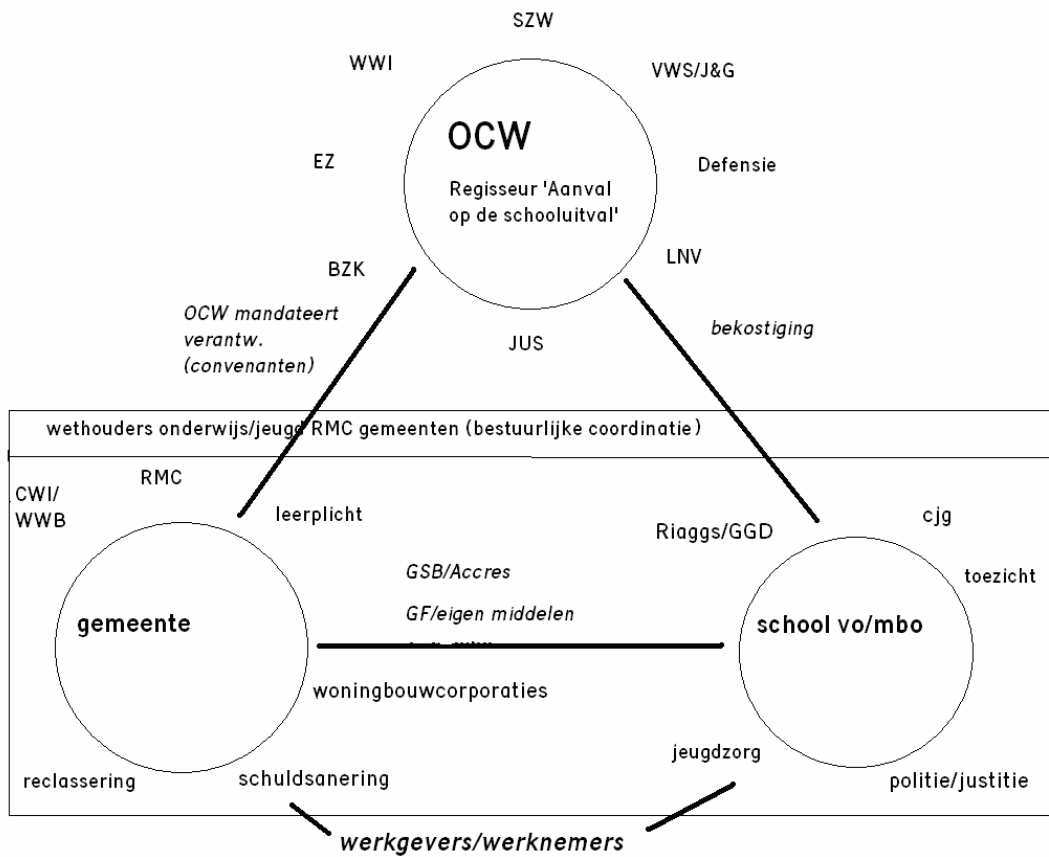 SZW
WWI
VWS/J&G
OCW
EZ
Defensie
Regisseur 'Aanval
op de schooluitval'
LNV
BZK
OCW mandateert
verantw.
(convenanten)
bekostiging
JUS
wethouders onderwijs/jeugd RMC gemeenten (bestuurlijke coordinatie)
RMC
CWI/
WWB
leerplicht
cjg
Riaggs/GGD
GSB/Accres
toezicht
GF/eigen middelen
gemeente
school vo/mbo
woningbouwcorporaties
jeugdzorg
reclassering
schuldsanering
politie/justitie
werkgevers/werknemers